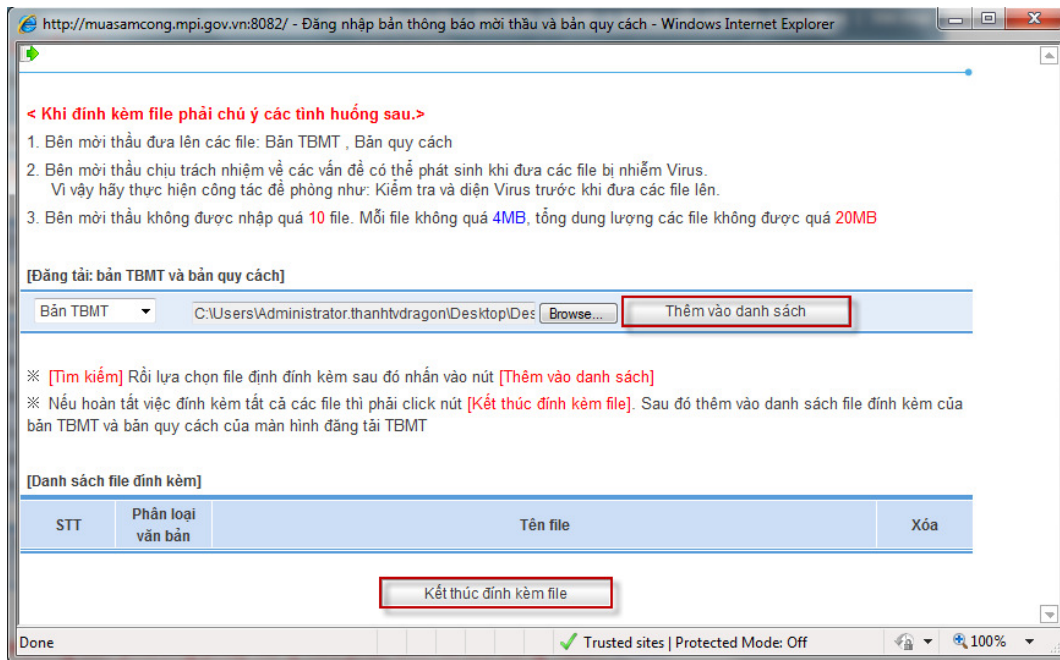 http://muasamcong.mpi.gov.vn:8082/ - Đăng nhập bản thông báo mời thầu và bản quy cách - Windows Internet Explorer
< Khi đính kèm file phải chú ý các tình huống sau.>
1. Bên mời thầu đưa lên các file: Bản TBMT , Bản quy cách
2. Bên mời thầu chịu trách nhiệm về các vấn đề có thể phát sinh khi đưa các file bị nhiễm Virus.
Vì vậy hãy thực hiện công tác đề phòng như: Kiểm tra và diện Virus trước khi đưa các file lên.
3. Bên mời thầu không được nhập quá 10 file. Mỗi file không quá 4MB, tổng dung lượng các file không được quá 20MB
[Đăng tải: bản TBMT và bản quy cách]
Bản TBMT C:\Users\Administrator.thanhtvdragon\Desktop\Des Browse... Thêm vào danh sách
※ [Tìm kiếm] Rồi lựa chọn file định đính kèm sau đó nhấn vào nút [Thêm vào danh sách]
※ Nếu hoàn tất việc đính kèm tất cả các file thì phải click nút [Kết thúc đính kèm file]. Sau đó thêm vào danh sách file đính kèm của
bản TBMT và bản quy cách của màn hình đăng tải TBMT
[Danh sách file đính kèm]
STT Phân loại văn bản Tên file Xóa
Kết thúc đính kèm file
Done Trusted sites | Protected Mode: Off 100%